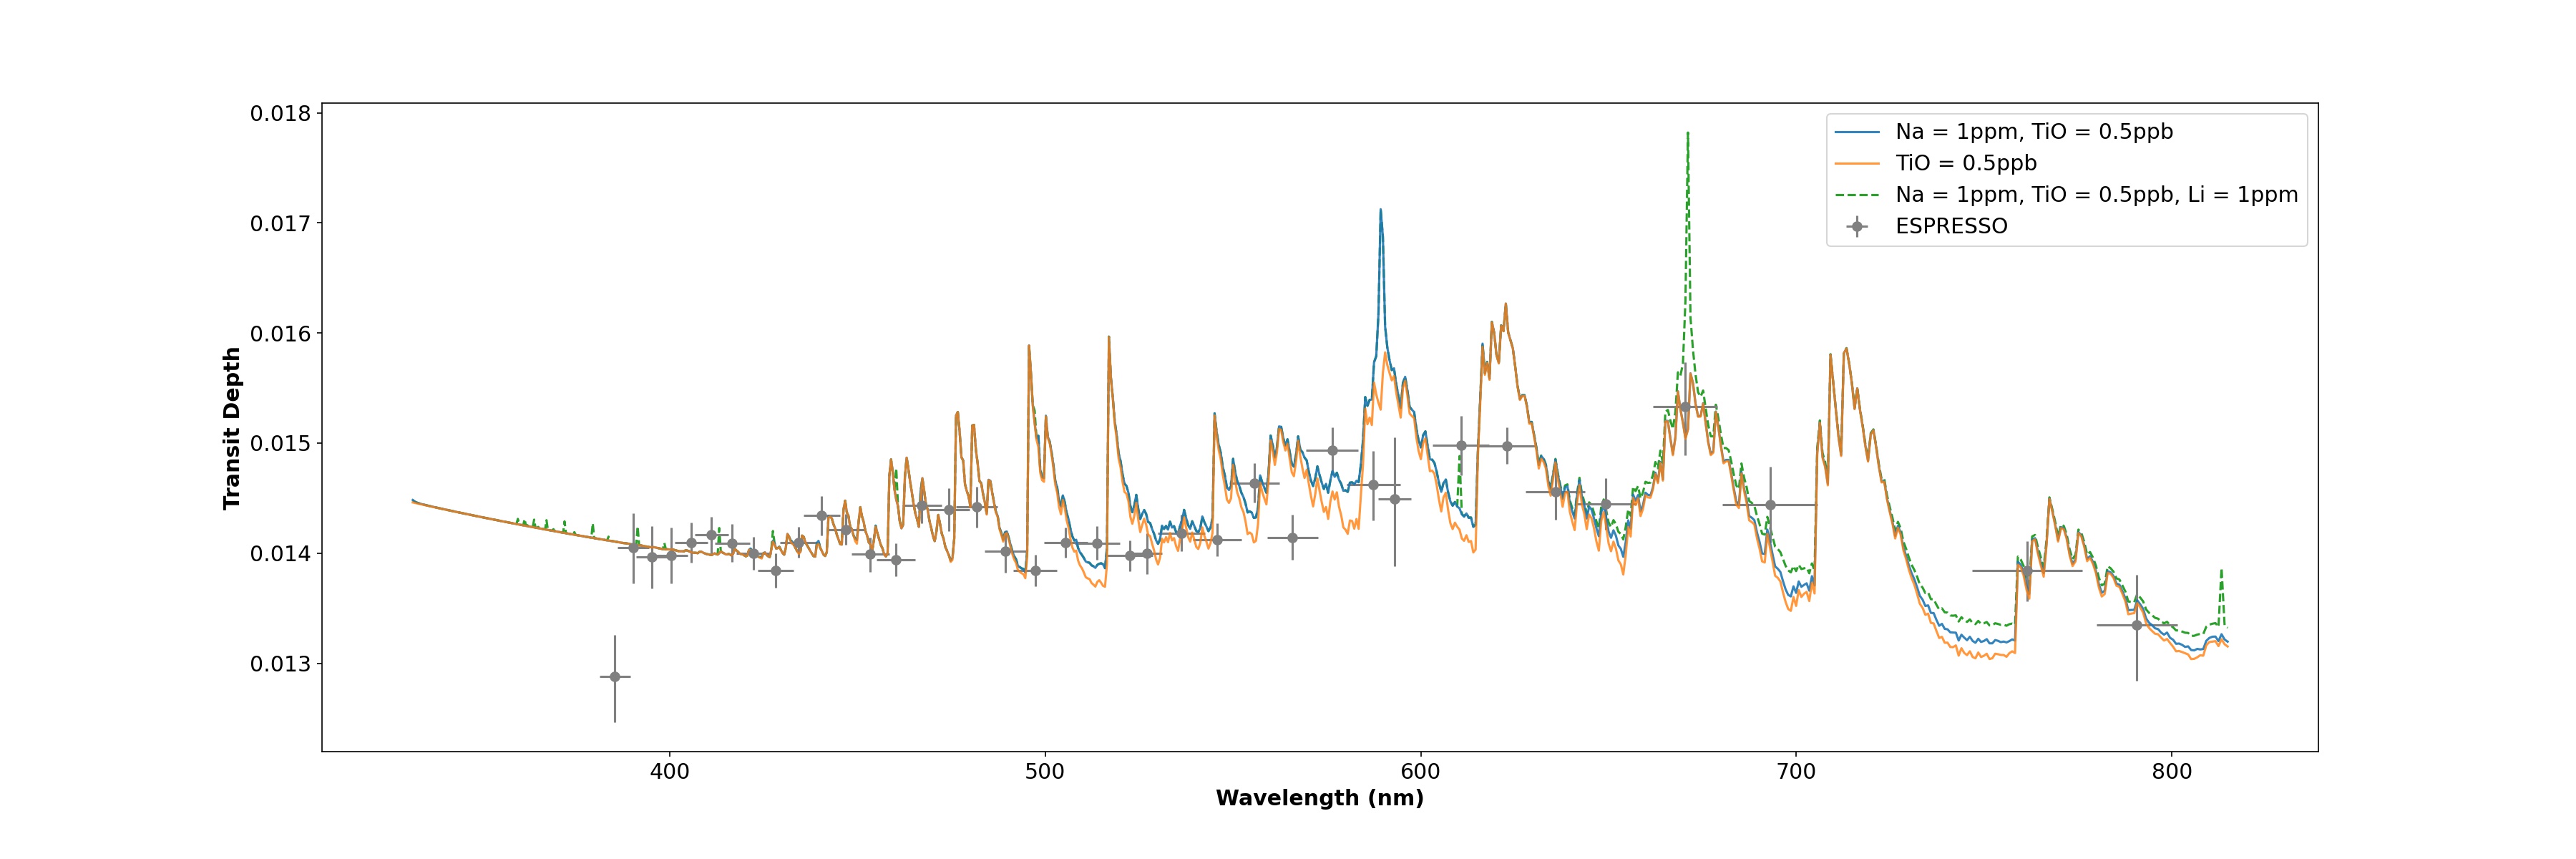 0.018
0.017
0.016
0.015
0.014
0.013
Transit Depth
400
500
600
700
800
Wavelength (nm)
Na = 1ppm, TiO = 0.5ppb
TiO = 0.5ppb
Na = 1ppm, TiO = 0.5ppb, Li = 1ppm
ESPRESSO